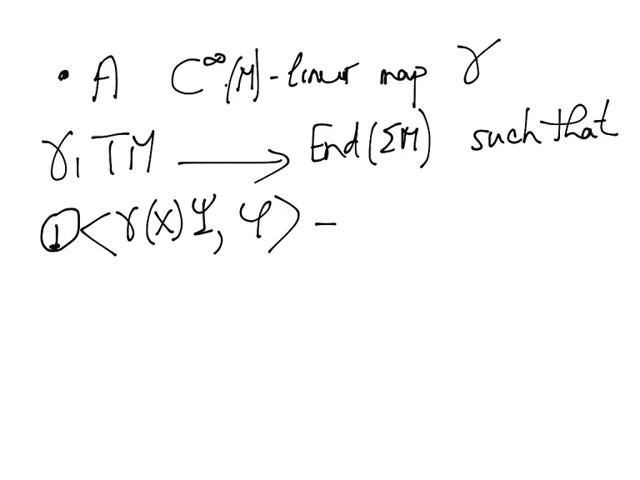 • A C^∞(M)-linear map γ
γ: TM ⟶ End(ΣM) such that
① <γ(X)Ψ, φ> =